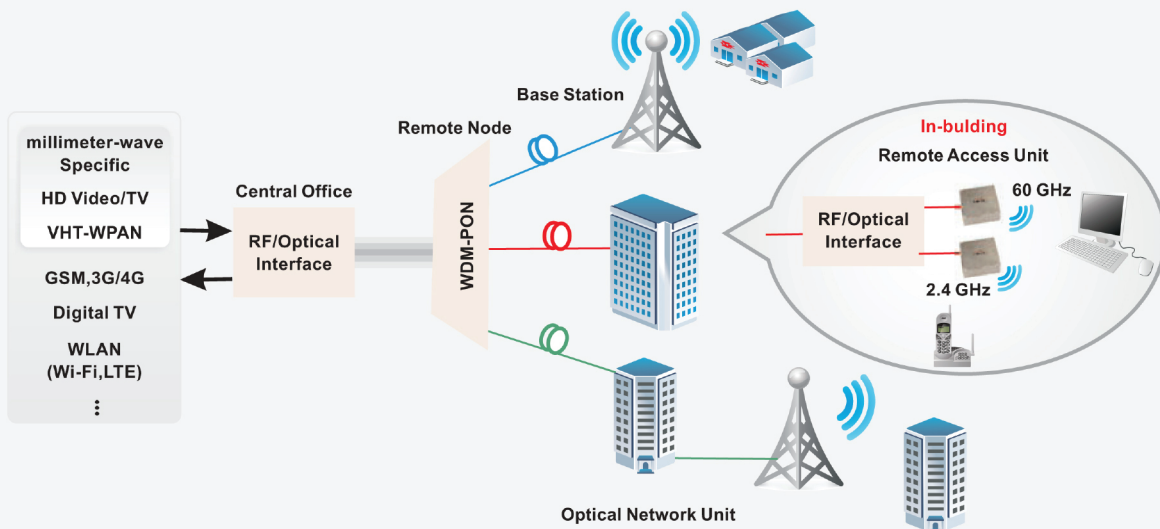 millimeter-wave
Specific
HD Video/TV
VHT-WPAN
GSM,3G/4G
Digital TV
WLAN
(Wi-Fi,LTE)
⋮
Central Office
RF/Optical
Interface
Remote Node
WDM-PON
Base Station
In-bulding
Remote Access Unit
60 GHz
RF/Optical
Interface
2.4 GHz
Optical Network Unit